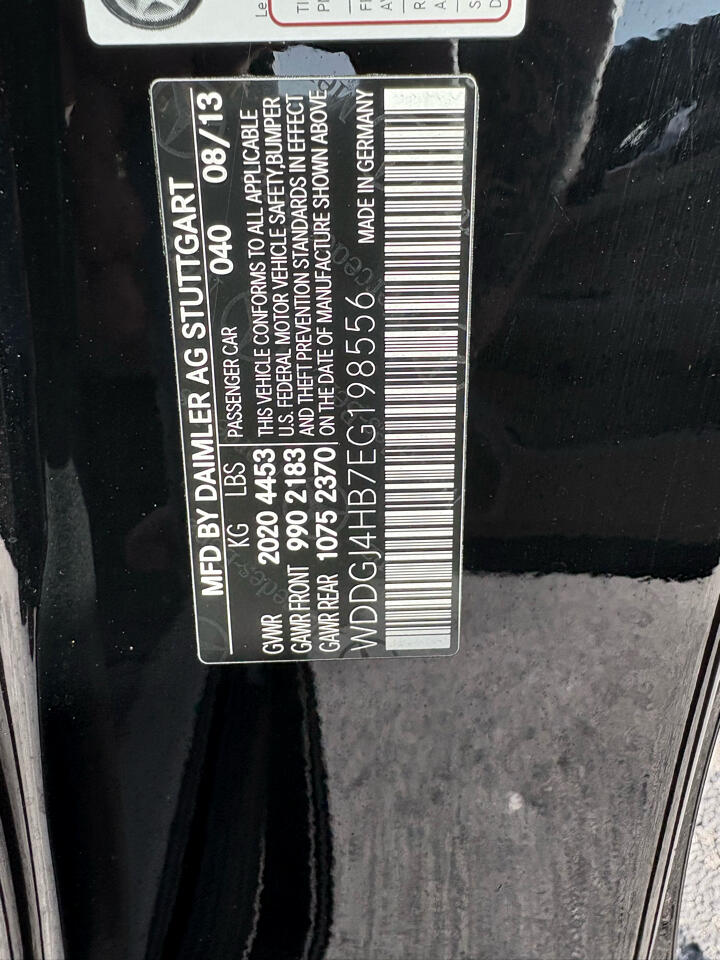 MFD BY DAIMLER AG STUTTGART
KG LBS
040 08/13
GVWR 2020 4453
GAWR FRONT 990 2183
GAWR REAR 1075 2370
PASSENGER CAR
THIS VEHICLE CONFORMS TO ALL APPLICABLE
U.S. FEDERAL MOTOR VEHICLE SAFETY,BUMPER
AND THEFT PREVENTION STANDARDS IN EFFECT
ON THE DATE OF MANUFACTURE SHOWN ABOVE.
WDDGJ4HB7EG198556
MADE IN GERMANY